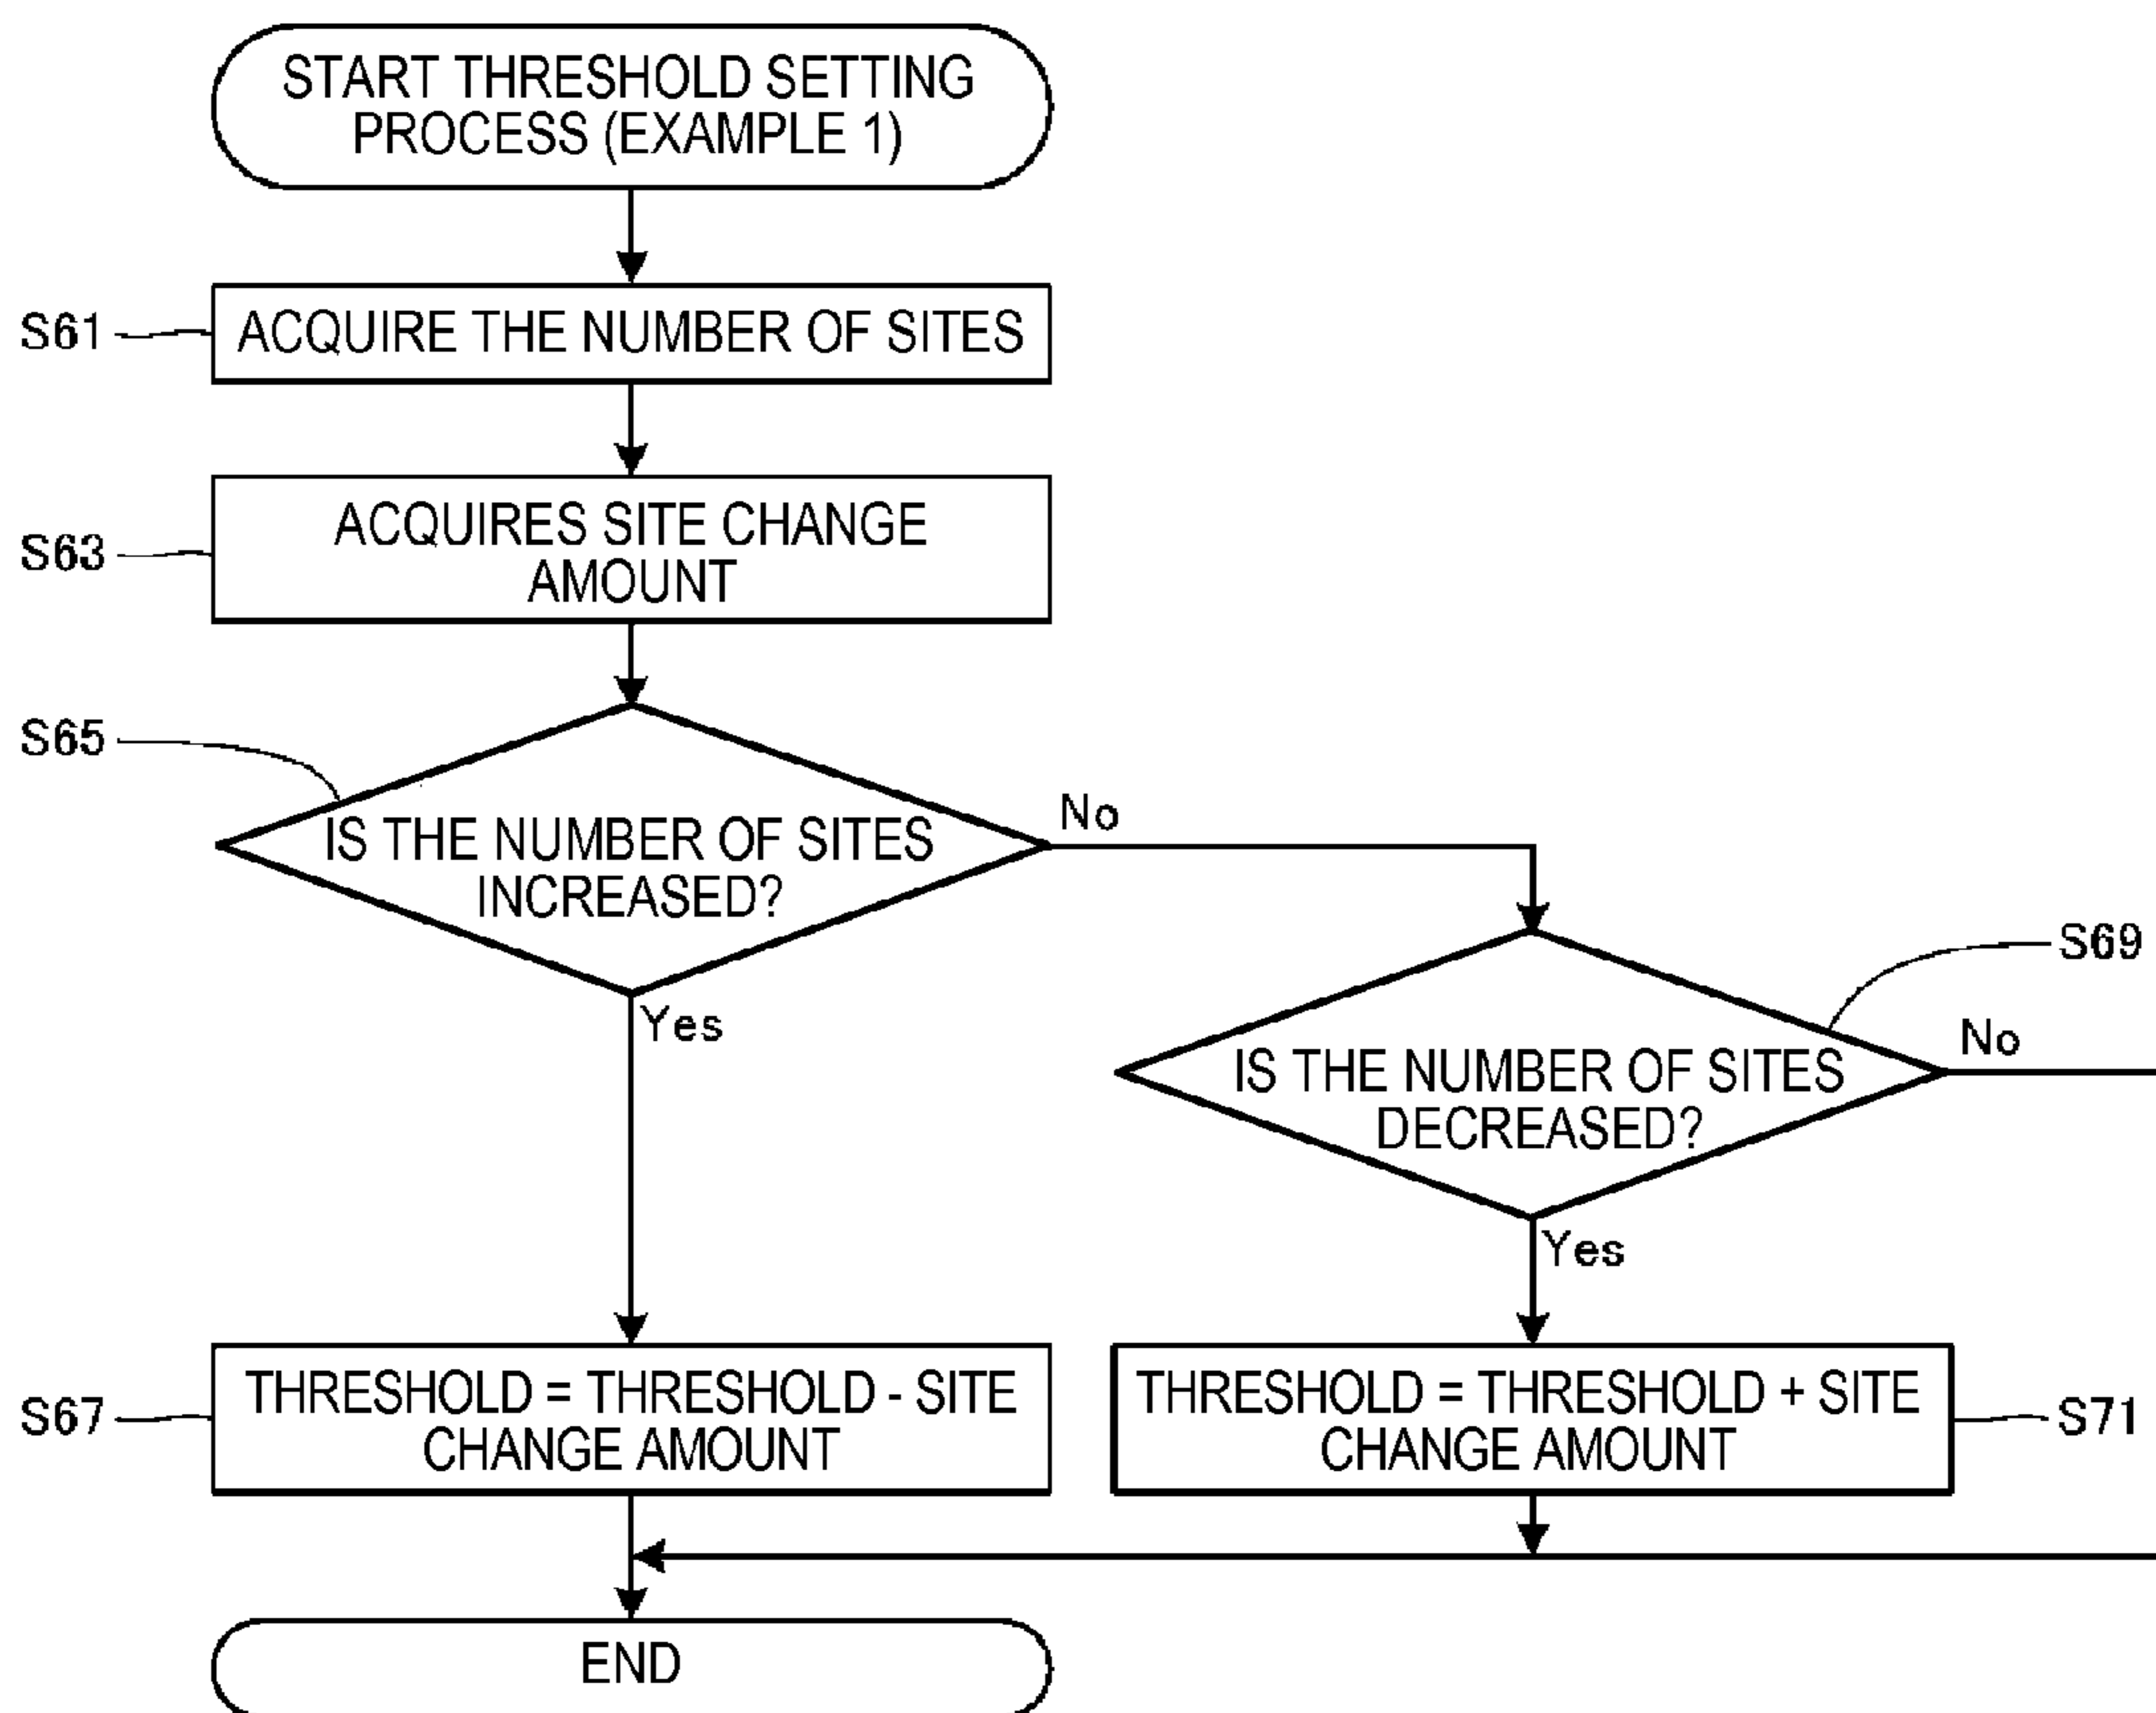 START THRESHOLD SETTING
PROCESS (EXAMPLE 1)
S61
ACQUIRE THE NUMBER OF SITES
S63
ACQUIRES SITE CHANGE
AMOUNT
S65
IS THE NUMBER OF SITES
INCREASED?
No
Yes
S69
IS THE NUMBER OF SITES
DECREASED?
No
Yes
S67
THRESHOLD = THRESHOLD - SITE
CHANGE AMOUNT
THRESHOLD = THRESHOLD + SITE
CHANGE AMOUNT
S71
END